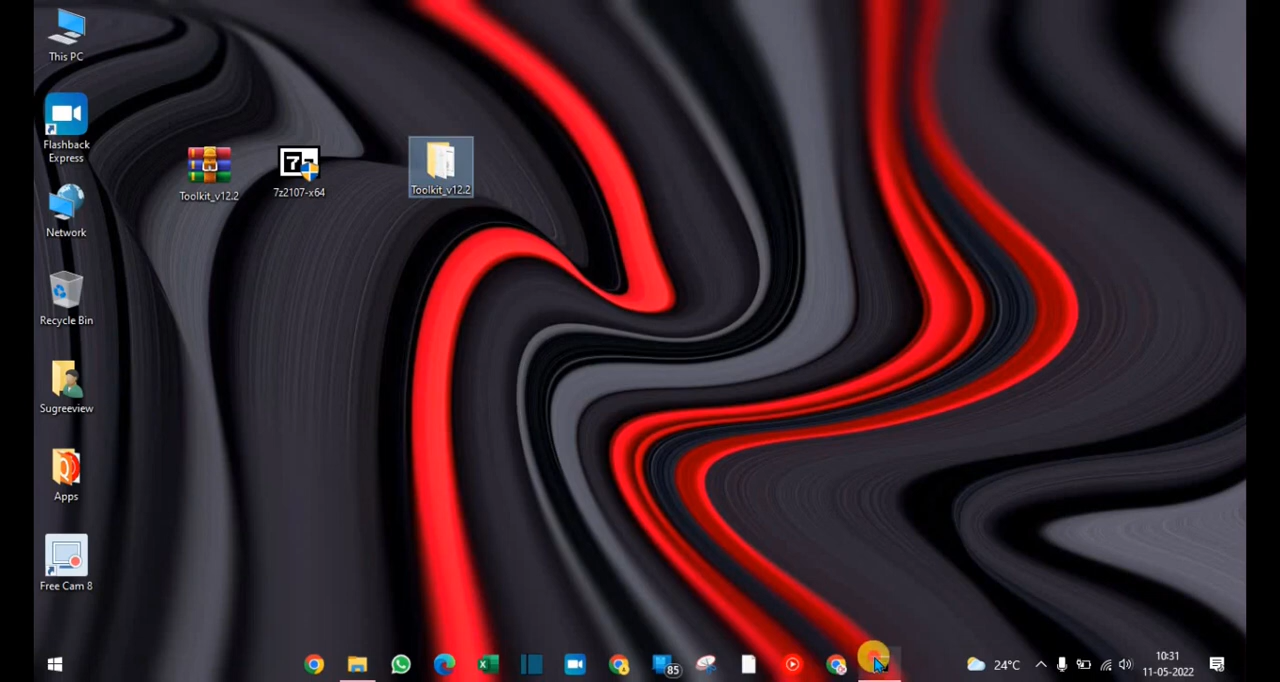 This PC
Flashback
Express
Toolkit_v12.2
7z2107-x64
Toolkit_v12.2
Network
Recycle Bin
Sugreeview
Apps
Free Cam 8
85
24°C
10:31
11-05-2022